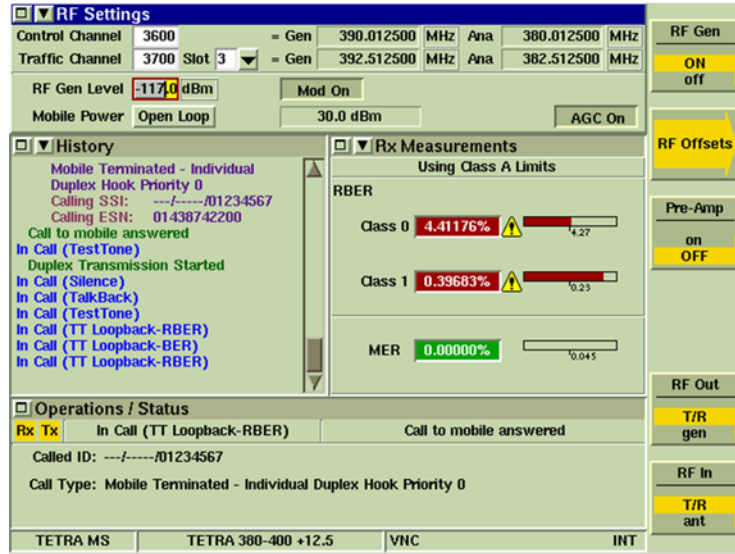 RF Settings
Control Channel 3600 = Gen 390.012500 MHz Ana 380.012500 MHz
Traffic Channel 3700 Slot 3 = Gen 392.512500 MHz Ana 382.512500 MHz
RF Gen Level -117.0 dBm Mod On
Mobile Power Open Loop 30.0 dBm AGC On
History
Mobile Terminated - Individual
Duplex Hook Priority 0
Calling SSI: ---/-----/01234567
Calling ESN: 01438742200
Call to mobile answered
In Call (TestTone)
Duplex Transmission Started
In Call (Silence)
In Call (TalkBack)
In Call (TestTone)
In Call (TT Loopback-RBER)
In Call (TT Loopback-BER)
In Call (TT Loopback-RBER)
Rx Measurements
Using Class A Limits
RBER
Class 0 4.41176% 4.27
Class 1 0.39683% 0.23
MER 0.00000% 0.045
Operations / Status
Rx Tx In Call (TT Loopback-RBER) Call to mobile answered
Called ID: ---/-----/01234567
Call Type: Mobile Terminated - Individual Duplex Hook Priority 0
TETRA MS TETRA 380-400 +12.5 VNC INT
RF Gen
ON
off
RF Offsets
Pre-Amp
on
OFF
RF Out
T/R
gen
RF In
T/R
ant